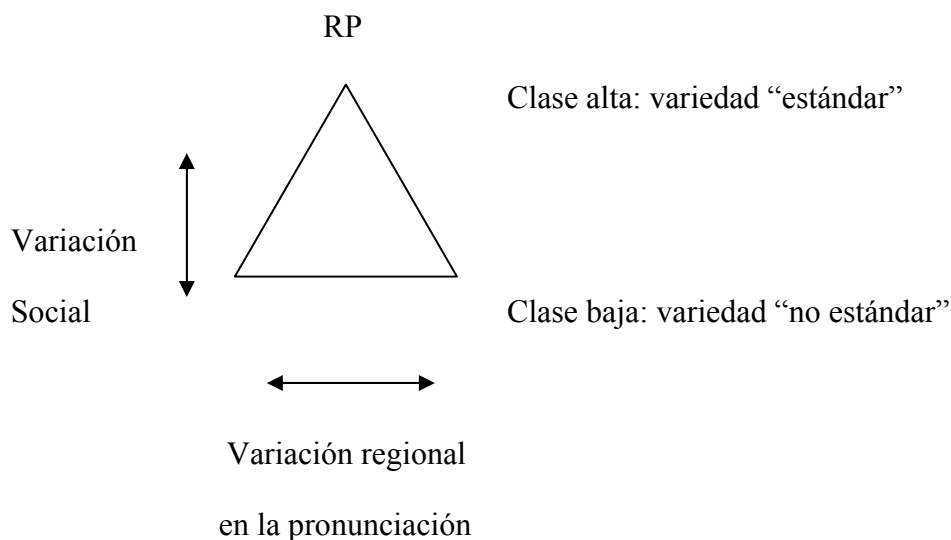 RP
Clase alta: variedad “estándar”
Variación
Social
Clase baja: variedad “no estándar”
Variación regional
en la pronunciación